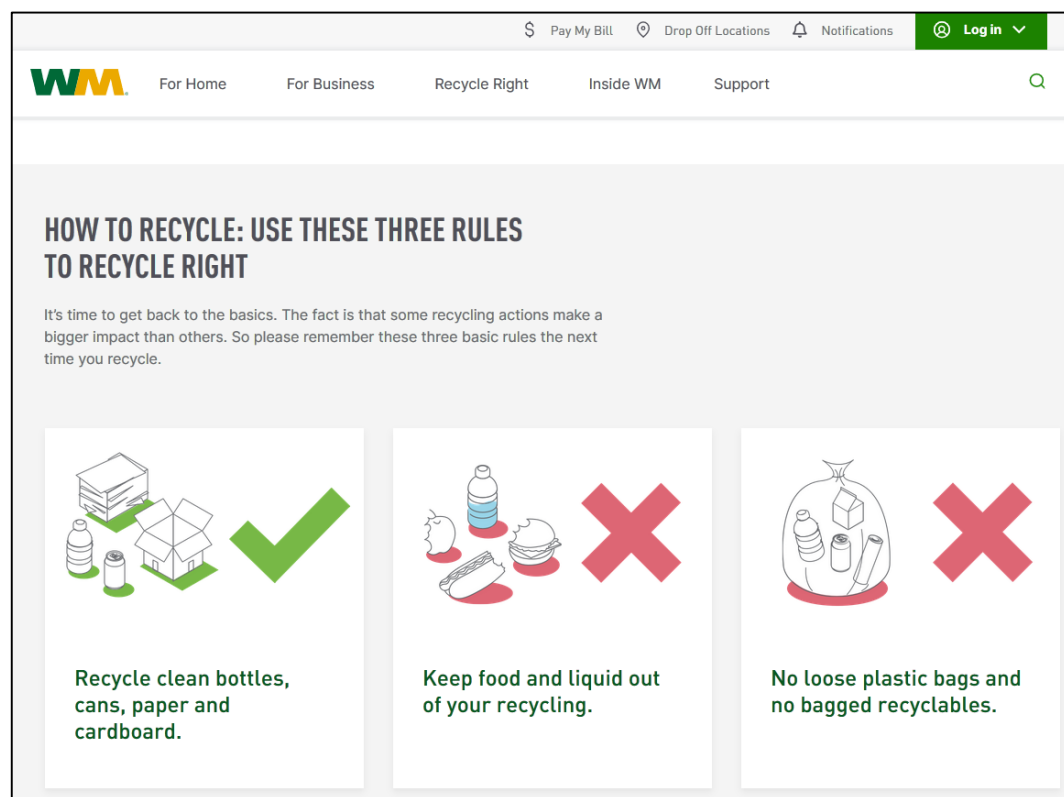 $ Pay My Bill Drop Off Locations Notifications Log in
WM For Home For Business Recycle Right Inside WM Support
HOW TO RECYCLE: USE THESE THREE RULES
TO RECYCLE RIGHT
It's time to get back to the basics. The fact is that some recycling actions make a
bigger impact than others. So please remember these three basic rules the next
time you recycle.
Recycle clean bottles,
cans, paper and
cardboard.
Keep food and liquid out
of your recycling.
No loose plastic bags and
no bagged recyclables.